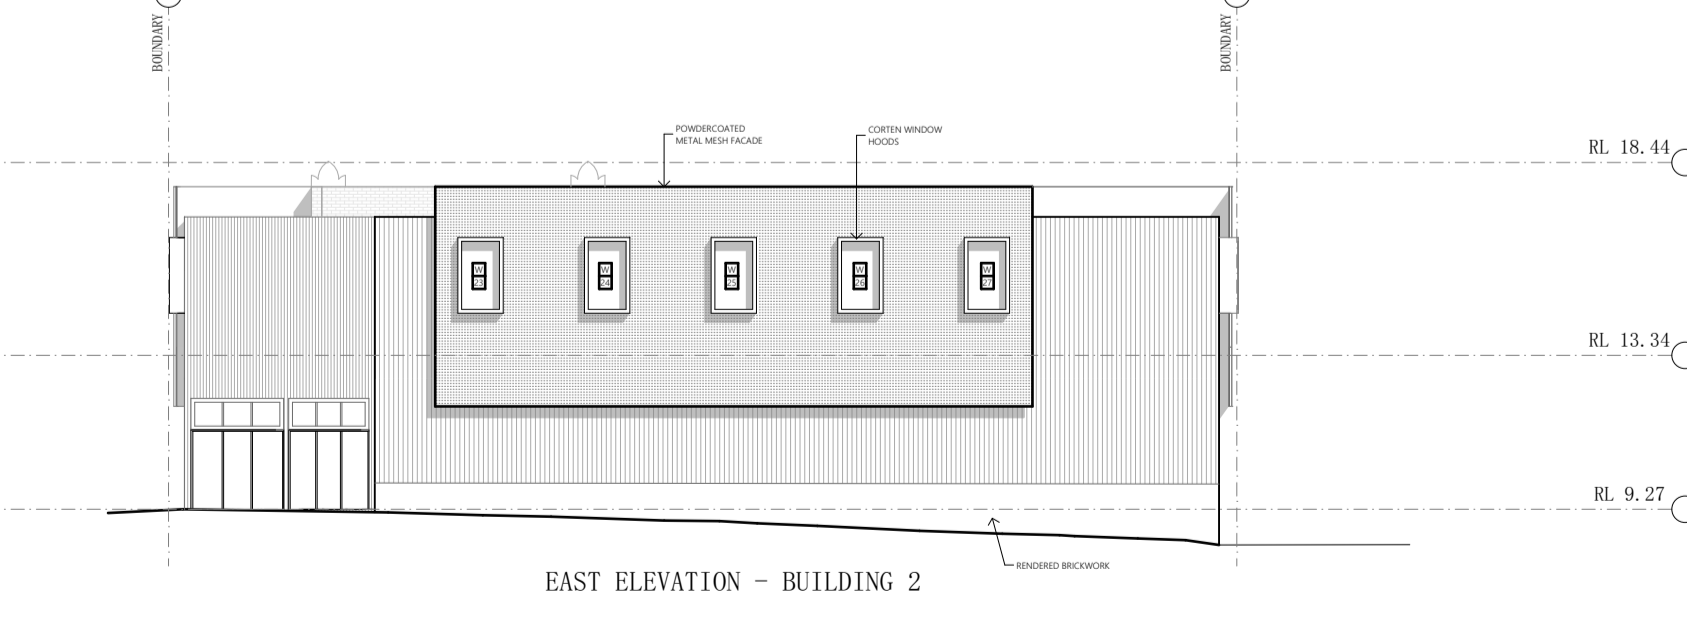 BOUNDARY
BOUNDARY
POWDERCOATED
METAL MESH FACADE
CORTEN WINDOW
HOODS
RL 18.44
W
23
W
24
W
25
W
26
W
27
RL 13.34
RL 9.27
RENDERED BRICKWORK
EAST ELEVATION - BUILDING 2